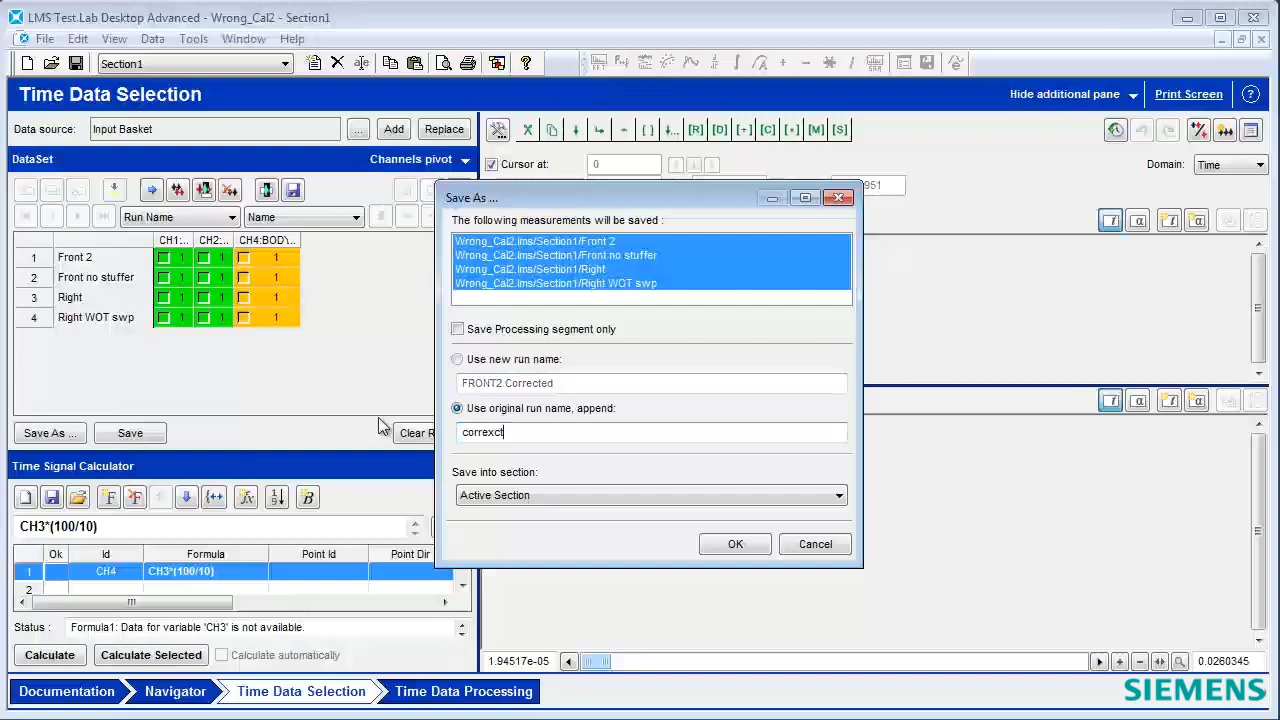 LMS Test.Lab Desktop Advanced - Wrong_Cal2 - Section1
File Edit View Data Tools Window Help
Section1
Time Data Selection
Hide additional pane
Print Screen
Data source:
Input Basket
...
Add
Replace
[R] [D] [+] [C] [•] [M] [S]
DataSet
Channels pivot
Cursor at:
0
Domain:
Time
951
Run Name
Name
CH1:... CH2:... CH4:BOD\...
1 Front 2 1 1 1
2 Front no stuffer 1 1 1
3 Right 1 1 1
4 Right WOT swp 1 1 1
Save As ...
Save
Clear R
Save As ...
The following measurements will be saved :
Wrong_Cal2.lms/Section1/Front 2
Wrong_Cal2.lms/Section1/Front no stuffer
Wrong_Cal2.lms/Section1/Right
Wrong_Cal2.lms/Section1/Right WOT swp
Save Processing segment only
Use new run name:
FRONT2 Corrected
Use original run name, append:
correxct
Save into section:
Active Section
OK
Cancel
Time Signal Calculator
CH3*(100/10)
Ok Id Formula Point Id Point Dir
1 CH4 CH3*(100/10)
2
Status :
Formula1: Data for variable 'CH3' is not available.
Calculate
Calculate Selected
Calculate automatically
1.94517e-05
0.0260345
Documentation
Navigator
Time Data Selection
Time Data Processing
SIEMENS